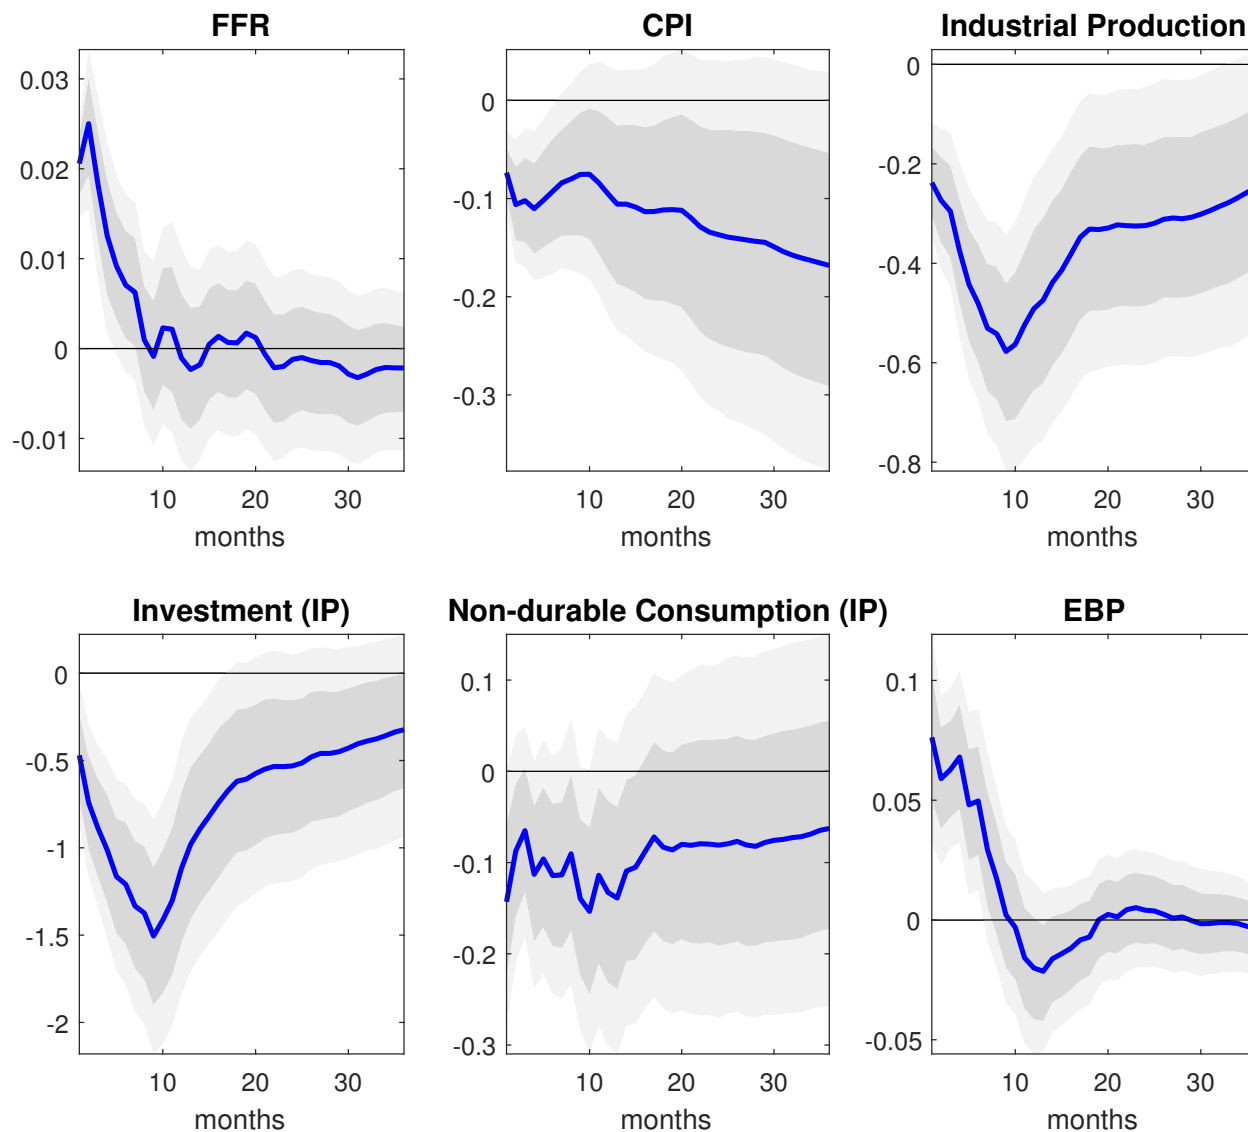 FFR
CPI
Industrial Production
0.03
0.02
0.01
0
-0.01
0
-0.1
-0.2
-0.3
0
-0.2
-0.4
-0.6
-0.8
10 20 30
10 20 30
10 20 30
months
months
months
Investment (IP)
Non-durable Consumption (IP)
EBP
0
-0.5
-1
-1.5
-2
0.1
0
-0.1
-0.2
-0.3
0.1
0.05
0
-0.05
10 20 30
10 20 30
10 20 30
months
months
months